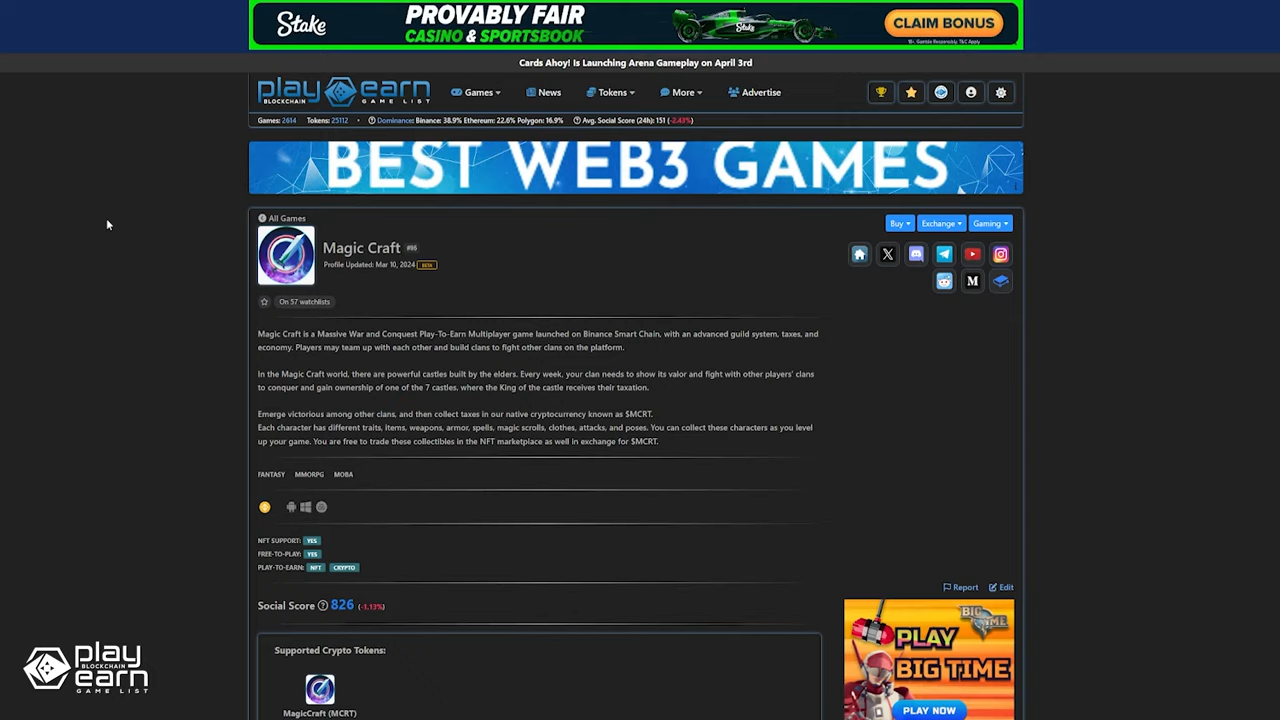 Stake
PROVABLY FAIR
CASINO & SPORTSBOOK
Stake
CLAIM BONUS
18+, Gamble Responsibly, T&C Apply
Cards Ahoy! Is Launching Arena Gameplay on April 3rd
play earn
BLOCKCHAIN GAME LIST
Games News Tokens More Advertise
Games: 2614 Tokens: 25112 • Dominance: Binance: 38.9% Ethereum: 22.6% Polygon: 16.9% Avg. Social Score (24h): 151 (-2.43%)
BEST WEB3 GAMES
All Games
Buy Exchange Gaming
Magic Craft #86
Profile Updated: Mar 10, 2024 BETA
On 57 watchlists
Magic Craft is a Massive War and Conquest Play-To-Earn Multiplayer game launched on Binance Smart Chain, with an advanced guild system, taxes, and
economy. Players may team up with each other and build clans to fight other clans on the platform.
In the Magic Craft world, there are powerful castles built by the elders. Every week, your clan needs to show its valor and fight with other players' clans
to conquer and gain ownership of one of the 7 castles, where the King of the castle receives their taxation.
Emerge victorious among other clans, and then collect taxes in our native cryptocurrency known as $MCRT.
Each character has different traits, items, weapons, armor, spells, magic scrolls, clothes, attacks, and poses. You can collect these characters as you level
up your game. You are free to trade these collectibles in the NFT marketplace as well in exchange for $MCRT.
FANTASY MMORPG MOBA
NFT SUPPORT: YES
FREE-TO-PLAY: YES
PLAY-TO-EARN: NFT CRYPTO
Report Edit
Social Score 826 (-1.13%)
Supported Crypto Tokens:
MagicCraft (MCRT)
BIG TIME
PLAY
BIG TIME
PLAY NOW
play
BLOCKCHAIN
earn
GAME LIST